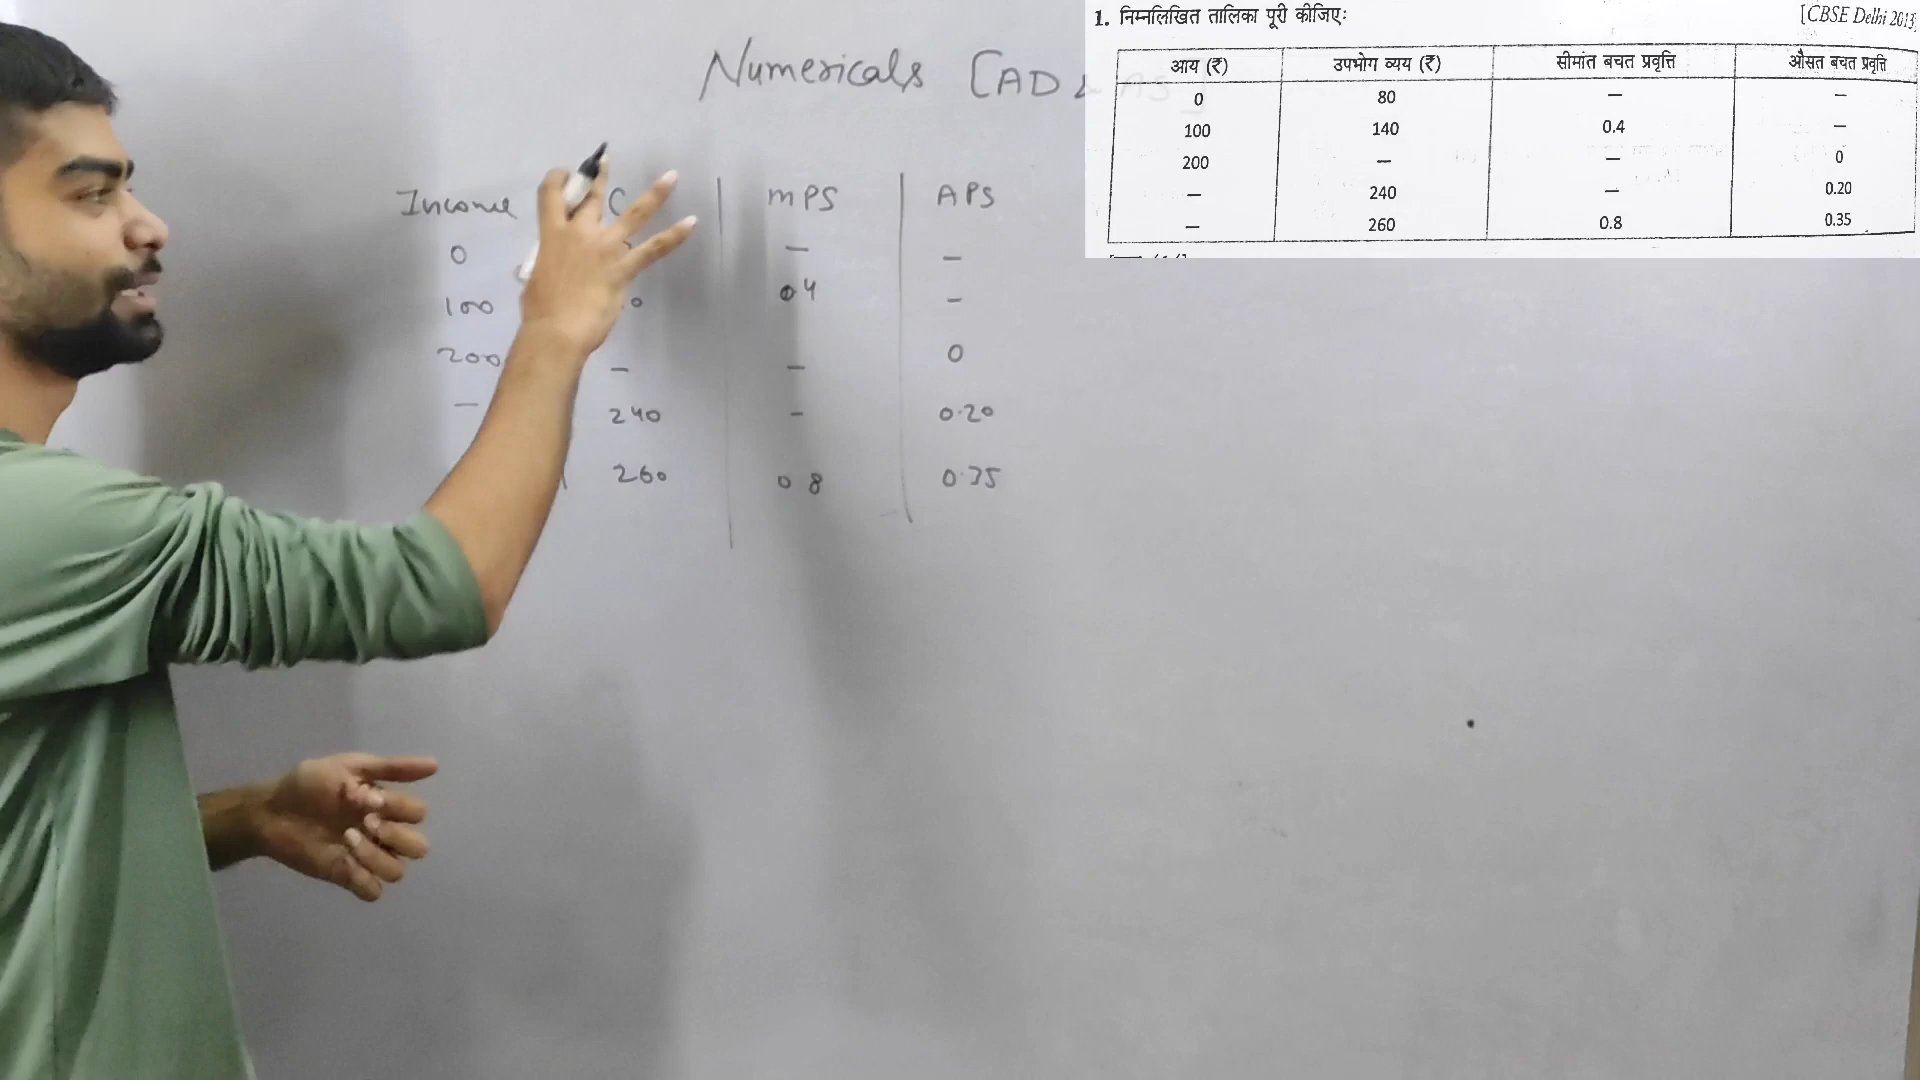 1. निम्नलिखित तालिका पूरी कीजिए: [CBSE Delhi 2013]
आय (₹) उपभोग व्यय (₹) सीमांत बचत प्रवृत्ति औसत बचत प्रवृत्ति
0 80 — —
100 140 0.4 —
200 — — 0
— 240 — 0.20
— 260 0.8 0.35
Numericals [AD & AS]
Income C MPS APS
0 — —
100 0.4 —
200 — — 0
— 240 — 0.20
260 0.8 0.35